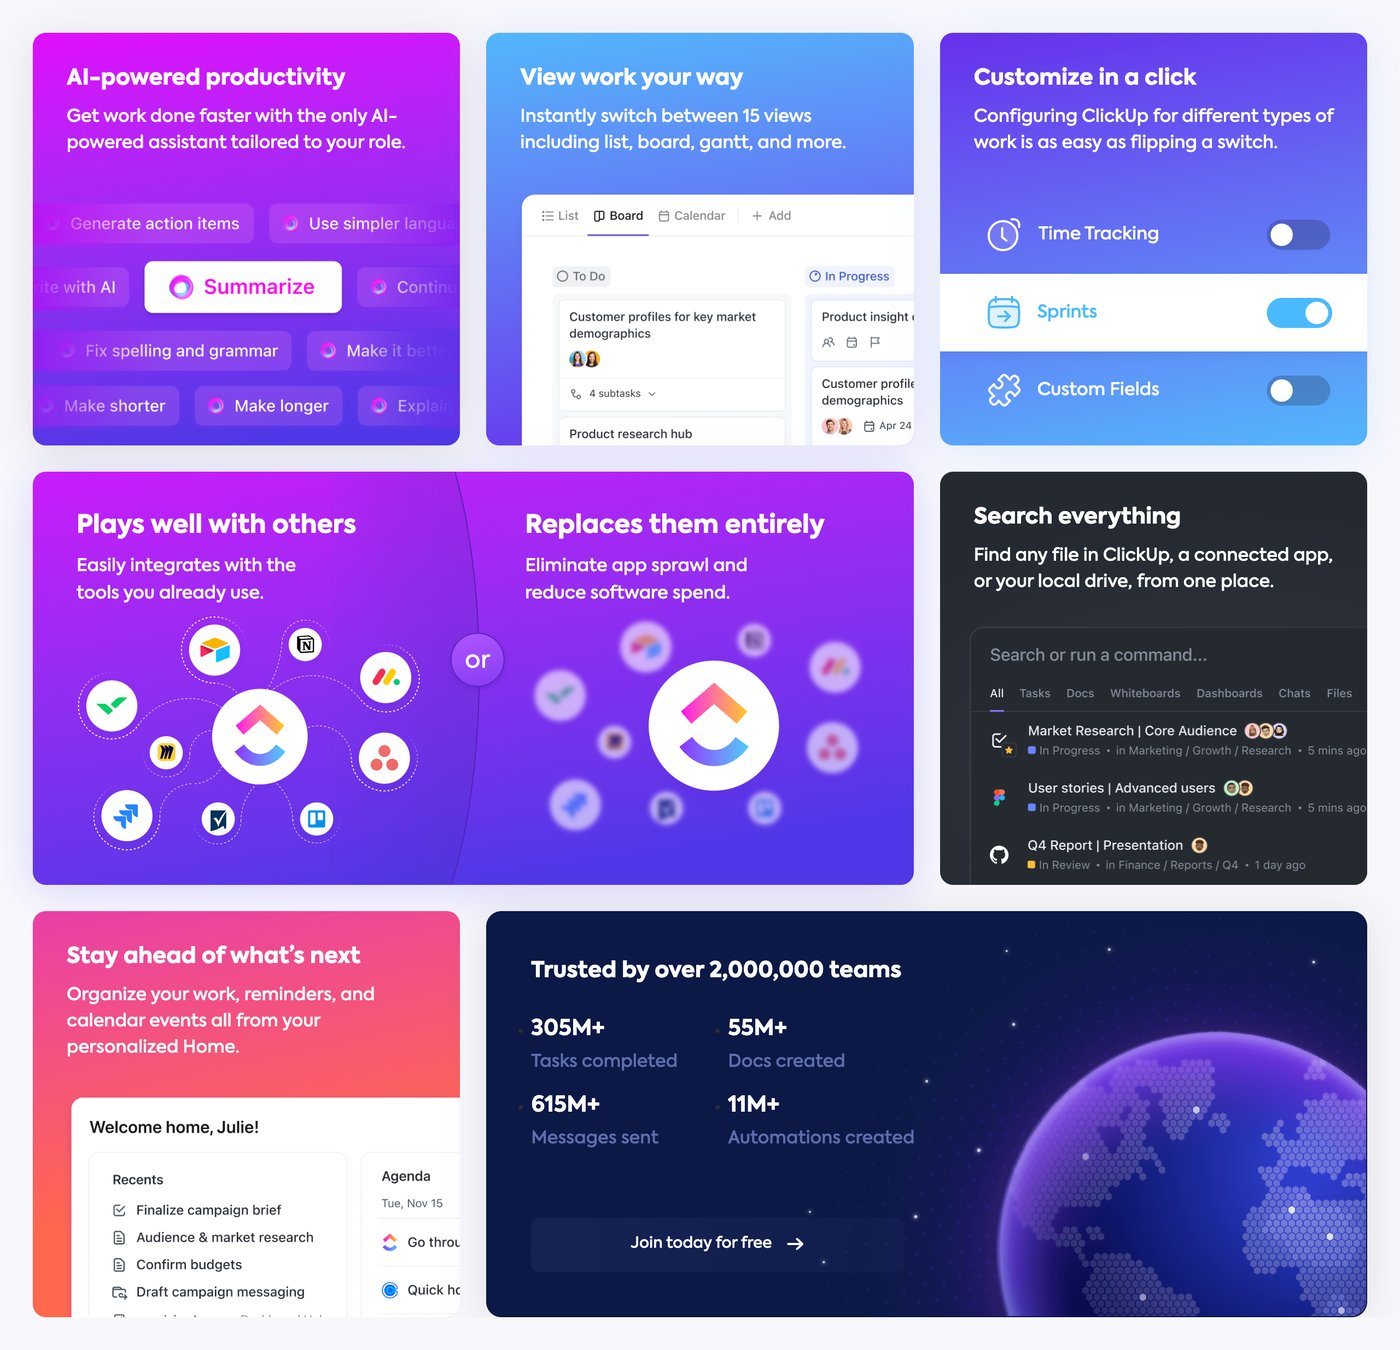 AI-powered productivity
Get work done faster with the only AI-
powered assistant tailored to your role.
Generate action items
Use simpler langua
ite with AI
Summarize
Continu
Fix spelling and grammar
Make it bette
Make shorter
Make longer
Explain
View work your way
Instantly switch between 15 views
including list, board, gantt, and more.
List
Board
Calendar
Add
To Do
In Progress
Customer profiles for key market
demographics
4 subtasks
Product research hub
Product insight
Customer profile
demographics
Apr 24
Customize in a click
Configuring ClickUp for different types of
work is as easy as flipping a switch.
Time Tracking
Sprints
Custom Fields
Plays well with others
Easily integrates with the
tools you already use.
or
Replaces them entirely
Eliminate app sprawl and
reduce software spend.
Search everything
Find any file in ClickUp, a connected app,
or your local drive, from one place.
Search or run a command...
All Tasks Docs Whiteboards Dashboards Chats Files
Market Research | Core Audience
In Progress • in Marketing / Growth / Research • 5 mins ago
User stories | Advanced users
In Progress • in Marketing / Growth / Research • 5 mins ago
Q4 Report | Presentation
In Review • in Finance / Reports / Q4 • 1 day ago
Stay ahead of what's next
Organize your work, reminders, and
calendar events all from your
personalized Home.
Welcome home, Julie!
Recents
Finalize campaign brief
Audience & market research
Confirm budgets
Draft campaign messaging
Agenda
Tue, Nov 15
Go throu
Quick ho
Trusted by over 2,000,000 teams
305M+
Tasks completed
55M+
Docs created
615M+
Messages sent
11M+
Automations created
Join today for free →